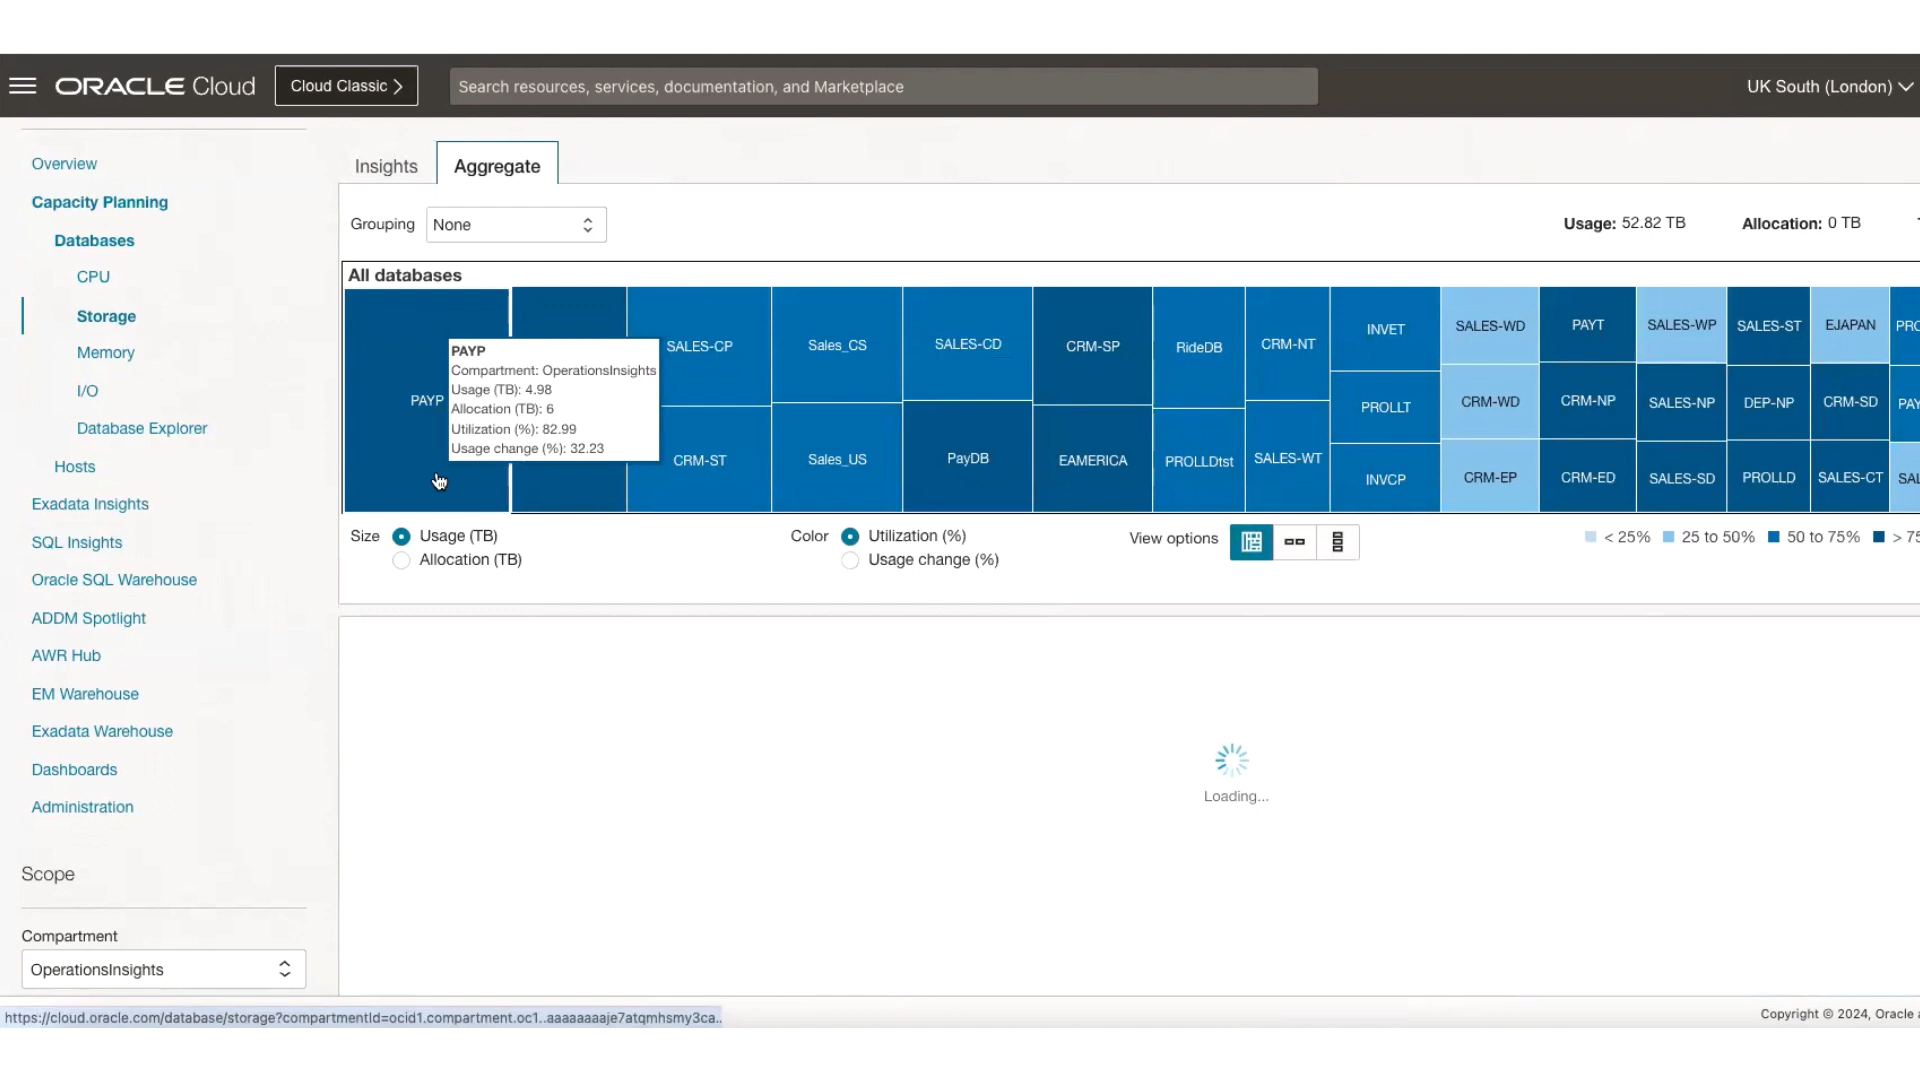 ORACLE Cloud
Cloud Classic
Search resources, services, documentation, and Marketplace
UK South (London)
Overview
Capacity Planning
Databases
CPU
Storage
Memory
I/O
Database Explorer
Hosts
Exadata Insights
SQL Insights
Oracle SQL Warehouse
ADDM Spotlight
AWR Hub
EM Warehouse
Exadata Warehouse
Dashboards
Administration
Scope
Compartment
OperationsInsights
Insights
Aggregate
Grouping
None
Usage: 52.82 TB
Allocation: 0 TB
All databases
PAYP
PAYP
Compartment: OperationsInsights
Usage (TB): 4.98
Allocation (TB): 6
Utilization (%): 82.99
Usage change (%): 32.23
SALES-CP
CRM-ST
Sales_CS
Sales_US
SALES-CD
PayDB
CRM-SP
EAMERICA
RideDB
PROLLDtst
CRM-NT
SALES-WT
INVET
PROLLT
INVCP
SALES-WD
CRM-WD
CRM-EP
PAYT
CRM-NP
CRM-ED
SALES-WP
SALES-NP
SALES-SD
SALES-ST
DEP-NP
PROLLD
EJAPAN
CRM-SD
SALES-CT
PRO
PAY
SAL
Size
Usage (TB)
Allocation (TB)
Color
Utilization (%)
Usage change (%)
View options
< 25%
25 to 50%
50 to 75%
> 75
Loading...
https://cloud.oracle.com/database/storage?compartmentId=ocid1.compartment.oc1..aaaaaaaaje7atqmhsmy3ca..
Copyright © 2024, Oracle a